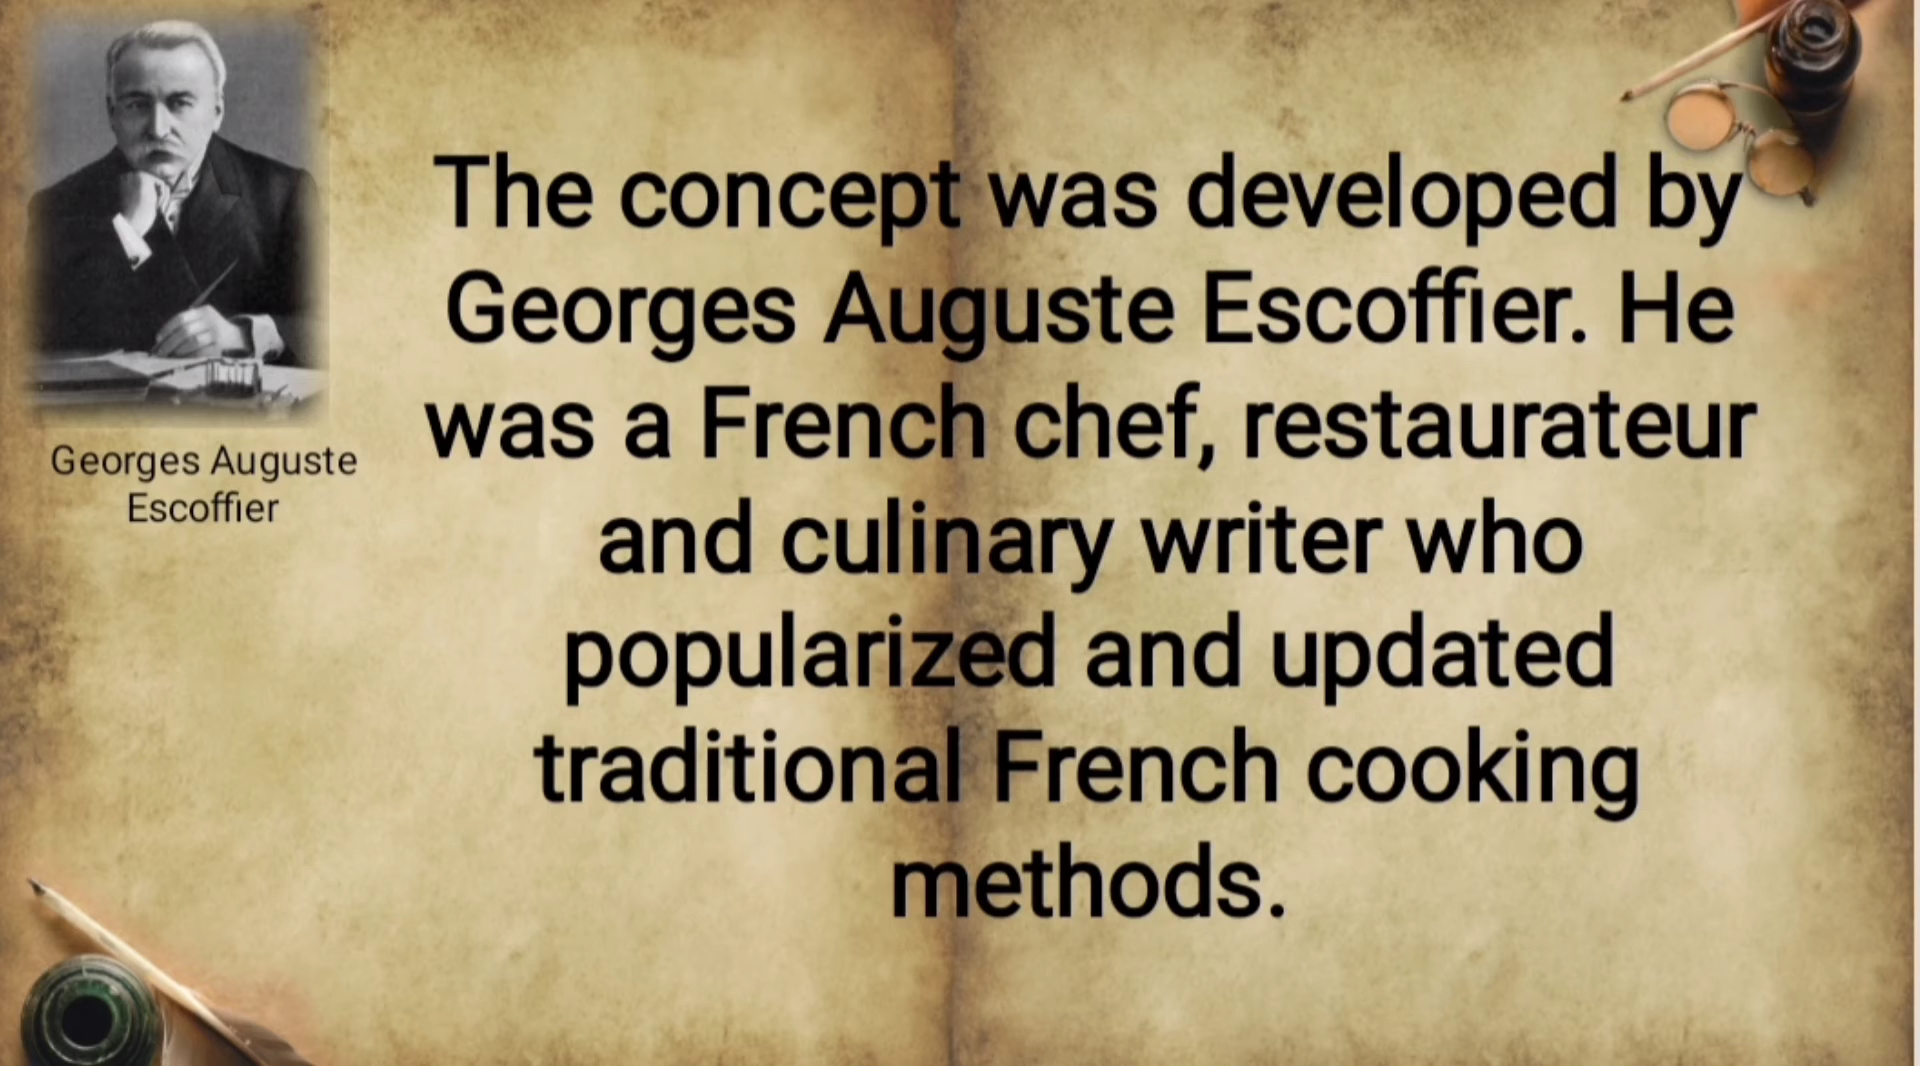 Georges Auguste
Escoffier
The concept was developed by
Georges Auguste Escoffier. He
was a French chef, restaurateur
and culinary writer who
popularized and updated
traditional French cooking
methods.